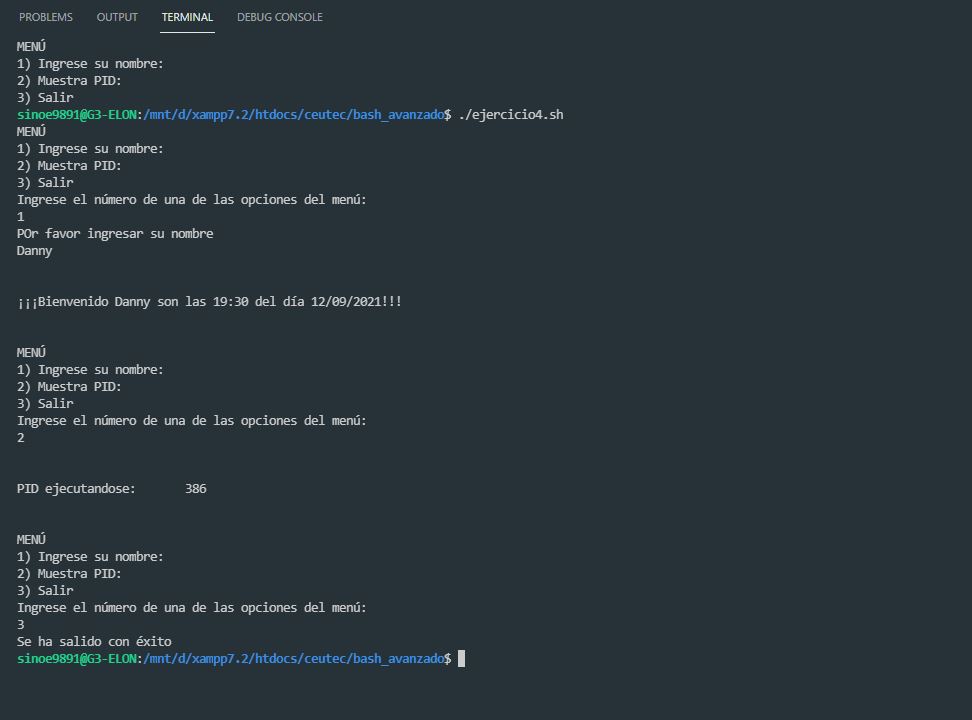 PROBLEMS OUTPUT TERMINAL DEBUG CONSOLE
MENÚ
1) Ingrese su nombre:
2) Muestra PID:
3) Salir
sinoe9891@G3-ELON:/mnt/d/xampp7.2/htdocs/ceutec/bash_avanzado$ ./ejercicio4.sh
MENÚ
1) Ingrese su nombre:
2) Muestra PID:
3) Salir
Ingrese el número de una de las opciones del menú:
1
POr favor ingresar su nombre
Danny
¡¡¡Bienvenido Danny son las 19:30 del día 12/09/2021!!!
MENÚ
1) Ingrese su nombre:
2) Muestra PID:
3) Salir
Ingrese el número de una de las opciones del menú:
2
PID ejecutandose: 386
MENÚ
1) Ingrese su nombre:
2) Muestra PID:
3) Salir
Ingrese el número de una de las opciones del menú:
3
Se ha salido con éxito
sinoe9891@G3-ELON:/mnt/d/xampp7.2/htdocs/ceutec/bash_avanzado$